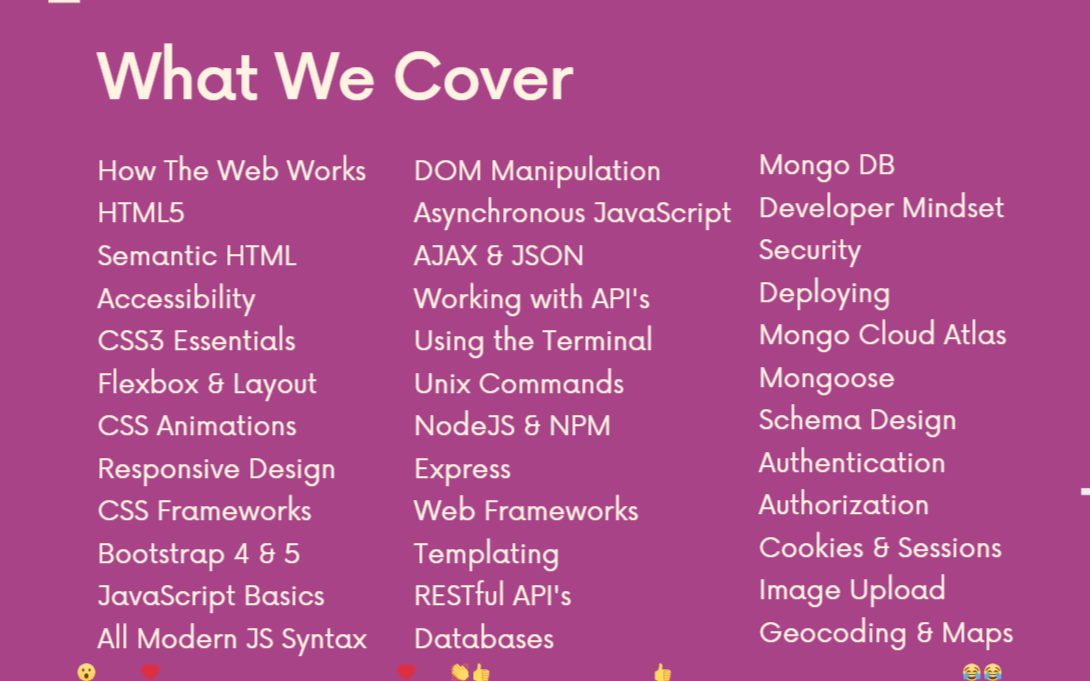 What We Cover
How The Web Works
HTML5
Semantic HTML
Accessibility
CSS3 Essentials
Flexbox & Layout
CSS Animations
Responsive Design
CSS Frameworks
Bootstrap 4 & 5
JavaScript Basics
All Modern JS Syntax
DOM Manipulation
Asynchronous JavaScript
AJAX & JSON
Working with API's
Using the Terminal
Unix Commands
NodeJS & NPM
Express
Web Frameworks
Templating
RESTful API's
Databases
Mongo DB
Developer Mindset
Security
Deploying
Mongo Cloud Atlas
Mongoose
Schema Design
Authentication
Authorization
Cookies & Sessions
Image Upload
Geocoding & Maps